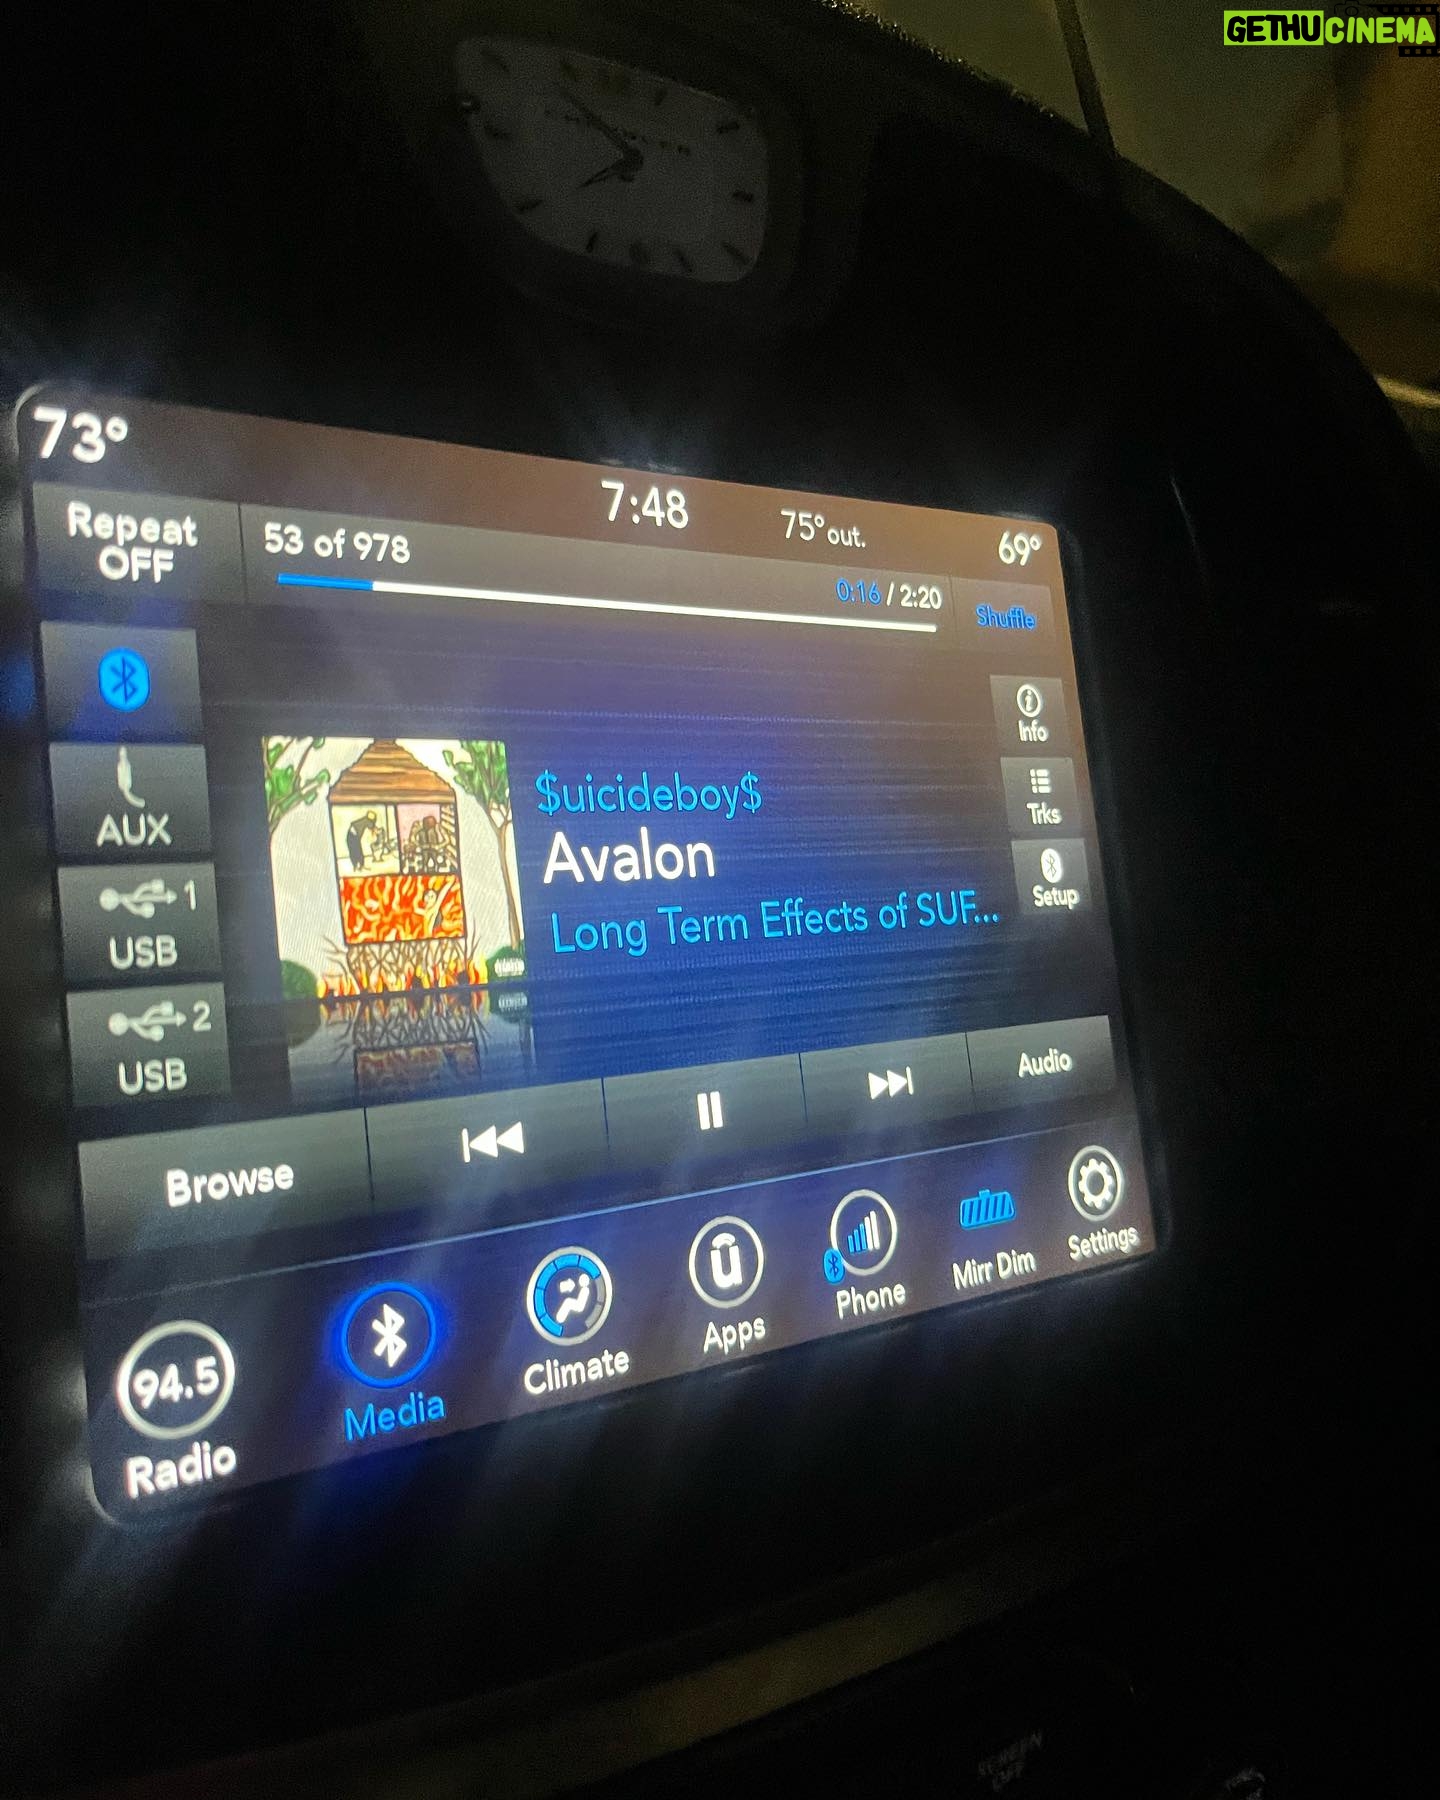 GETHUCINEMA
73°
7:48
75° out.
69°
Repeat
OFF
53 of 978
0:16 / 2:20
Shuffle
Info
AUX
$uicideboy$
Avalon
Long Term Effects of SUF...
Trks
Setup
1
USB
2
USB
Browse
Audio
94.5
Radio
Media
Climate
u
Apps
Phone
Mirr Dim
Settings
SCREEN
OFF